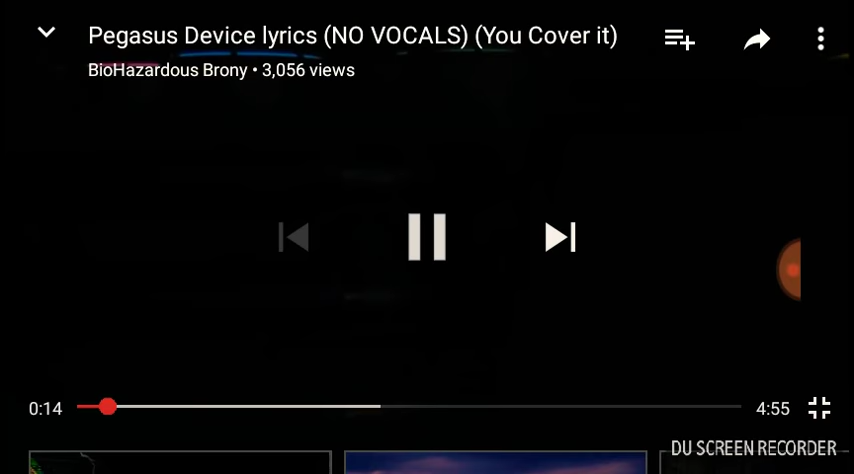 Pegasus Device lyrics (NO VOCALS) (You Cover it)
BioHazardous Brony • 3,056 views
0:14
4:55
DU SCREEN RECORDER